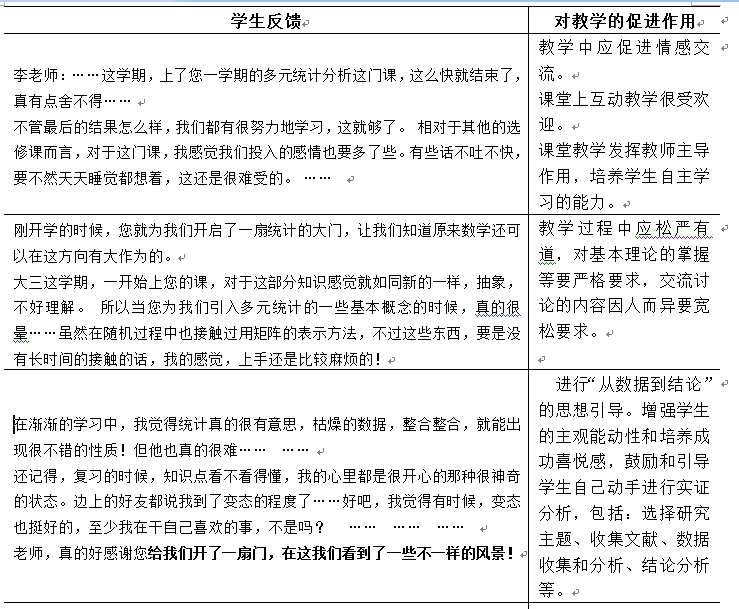 学生反馈
对教学的促进作用
李老师：……这学期，上了您一学期的多元统计分析这门课，这么快就结束了，
真有点舍不得……
不管最后的结果怎么样，我们都有很努力地学习，这就够了。 相对于其他的选
修课而言，对于这门课，我感觉我们投入的感情也要多了些。有些话不吐不快，
要不然天天睡觉都想着，这还是很难受的。 ……
教学中应促进情感交
流。
课堂上互动教学很受欢
迎。
课堂教学发挥教师主导
作用，培养学生自主学
习的能力。
刚开学的时候，您就为我们开启了一扇统计的大门，让我们知道原来数学还可
以在这方向有大作为的。
大三这学期，一开始上您的课，对于这部分知识感觉就如同新的一样，抽象，
不好理解。 所以当您为我们引入多元统计的一些基本概念的时候，真的很
晕……虽然在随机过程中也接触过用矩阵的表示方法，不过这些东西，要是没
有长时间的接触的话，我的感觉，上手还是比较麻烦的！
教学过程中应松严有
道，对基本理论的掌握
等要严格要求，交流讨
论的内容因人而异要宽
松要求。
在渐渐的学习中，我觉得统计真的很有意思，枯燥的数据，整合整合，就能出
现很不错的性质！但他也真的很难…… ……
还记得，复习的时候，知识点看不看得懂，我的心里都是很开心的那种很神奇
的状态。边上的好友都说我到了变态的程度了……好吧，我觉得有时候，变态
也挺好的，至少我在干自己喜欢的事，不是吗？ …… …… ……
老师，真的好感谢您给我们开了一扇门，在这我们看到了一些不一样的风景！
进行“从数据到结论”
的思想引导。增强学生
的主观能动性和培养成
功喜悦感，鼓励和引导
学生自己动手进行实证
分析，包括：选择研究
主题、收集文献、数据
收集和分析、结论分析
等。